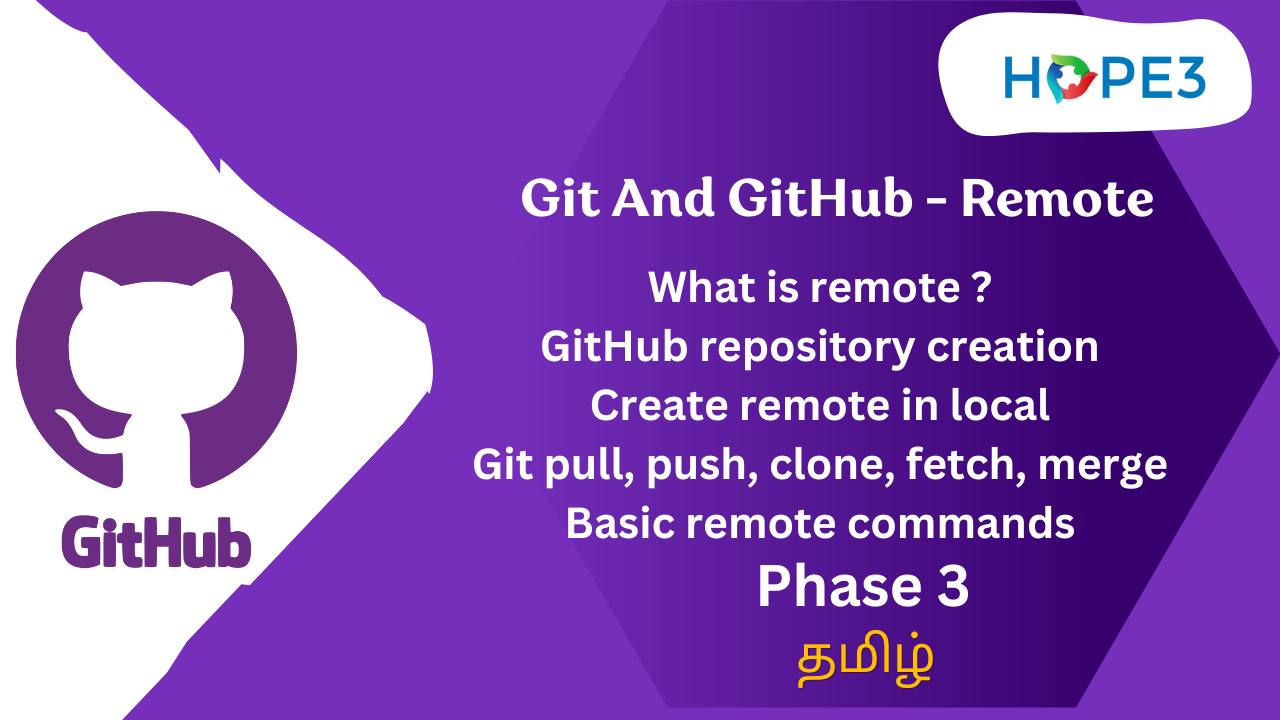 HOPE3
Git And GitHub - Remote
What is remote ?
GitHub repository creation
Create remote in local
Git pull, push, clone, fetch, merge
Basic remote commands
Phase 3
தமிழ்
GitHub